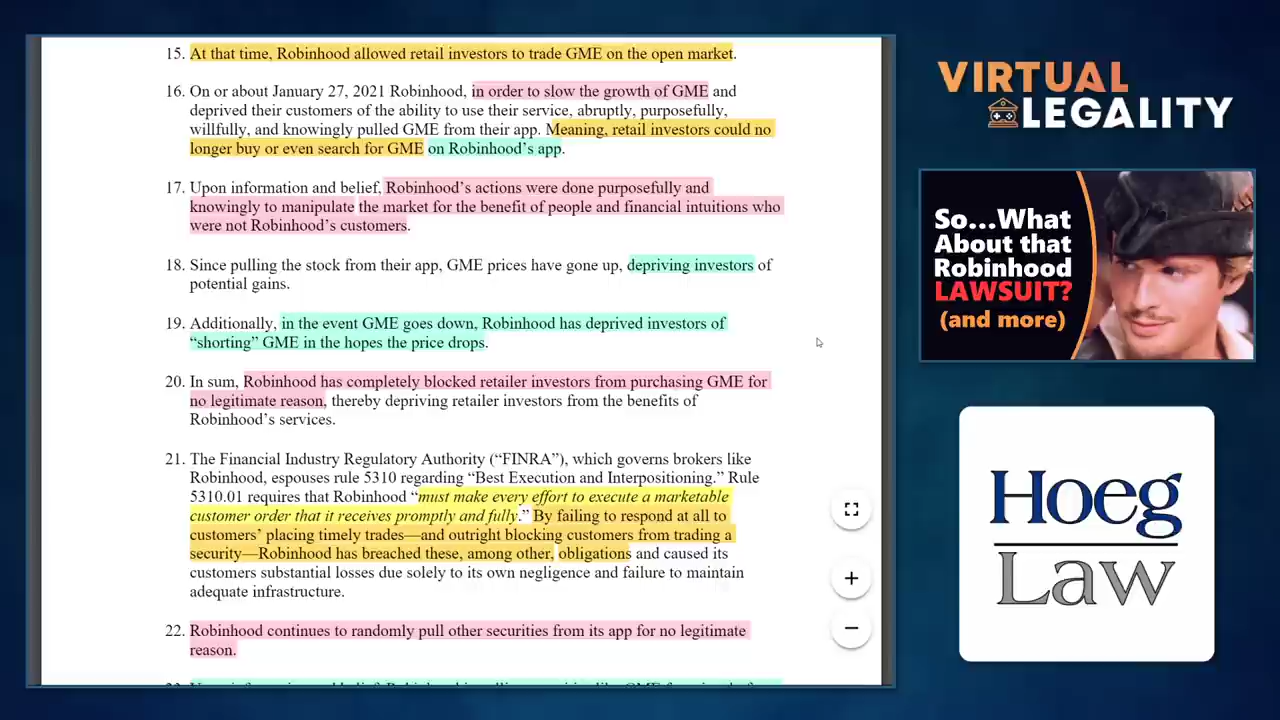 15. At that time, Robinhood allowed retail investors to trade GME on the open market.
16. On or about January 27, 2021 Robinhood, in order to slow the growth of GME and
deprived their customers of the ability to use their service, abruptly, purposefully,
willfully, and knowingly pulled GME from their app. Meaning, retail investors could no
longer buy or even search for GME on Robinhood's app.
17. Upon information and belief, Robinhood's actions were done purposefully and
knowingly to manipulate the market for the benefit of people and financial intuitions who
were not Robinhood's customers.
18. Since pulling the stock from their app, GME prices have gone up, depriving investors of
potential gains.
19. Additionally, in the event GME goes down, Robinhood has deprived investors of
“shorting” GME in the hopes the price drops.
20. In sum, Robinhood has completely blocked retailer investors from purchasing GME for
no legitimate reason, thereby depriving retailer investors from the benefits of
Robinhood's services.
21. The Financial Industry Regulatory Authority (“FINRA”), which governs brokers like
Robinhood, espouses rule 5310 regarding “Best Execution and Interpositioning.” Rule
5310.01 requires that Robinhood “must make every effort to execute a marketable
customer order that it receives promptly and fully.” By failing to respond at all to
customers' placing timely trades—and outright blocking customers from trading a
security—Robinhood has breached these, among other, obligations and caused its
customers substantial losses due solely to its own negligence and failure to maintain
adequate infrastructure.
22. Robinhood continues to randomly pull other securities from its app for no legitimate
reason.
VIRTUAL
LEGALITY
So...What
About that
Robinhood
LAWSUIT?
(and more)
Hoeg
Law